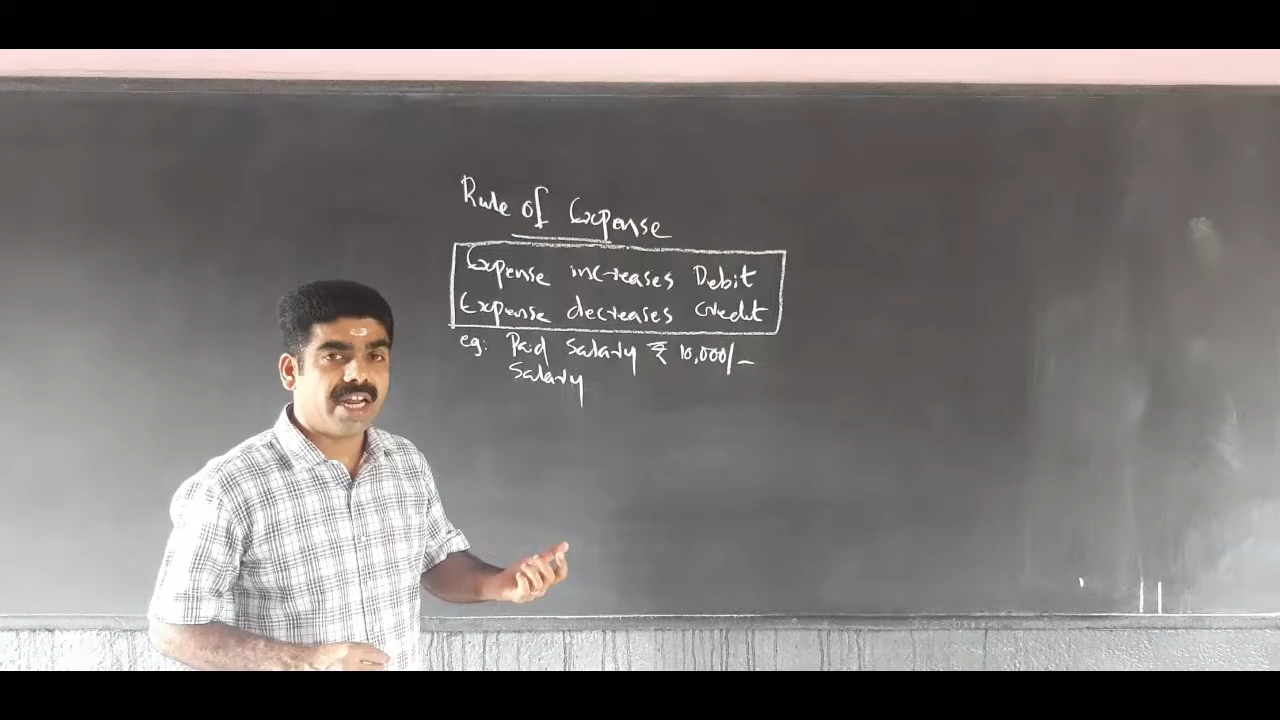 Rule of Expense
Expense increases Debit
Expense decreases Credit
eg: Paid Salary ₹ 10,000/-
Salary